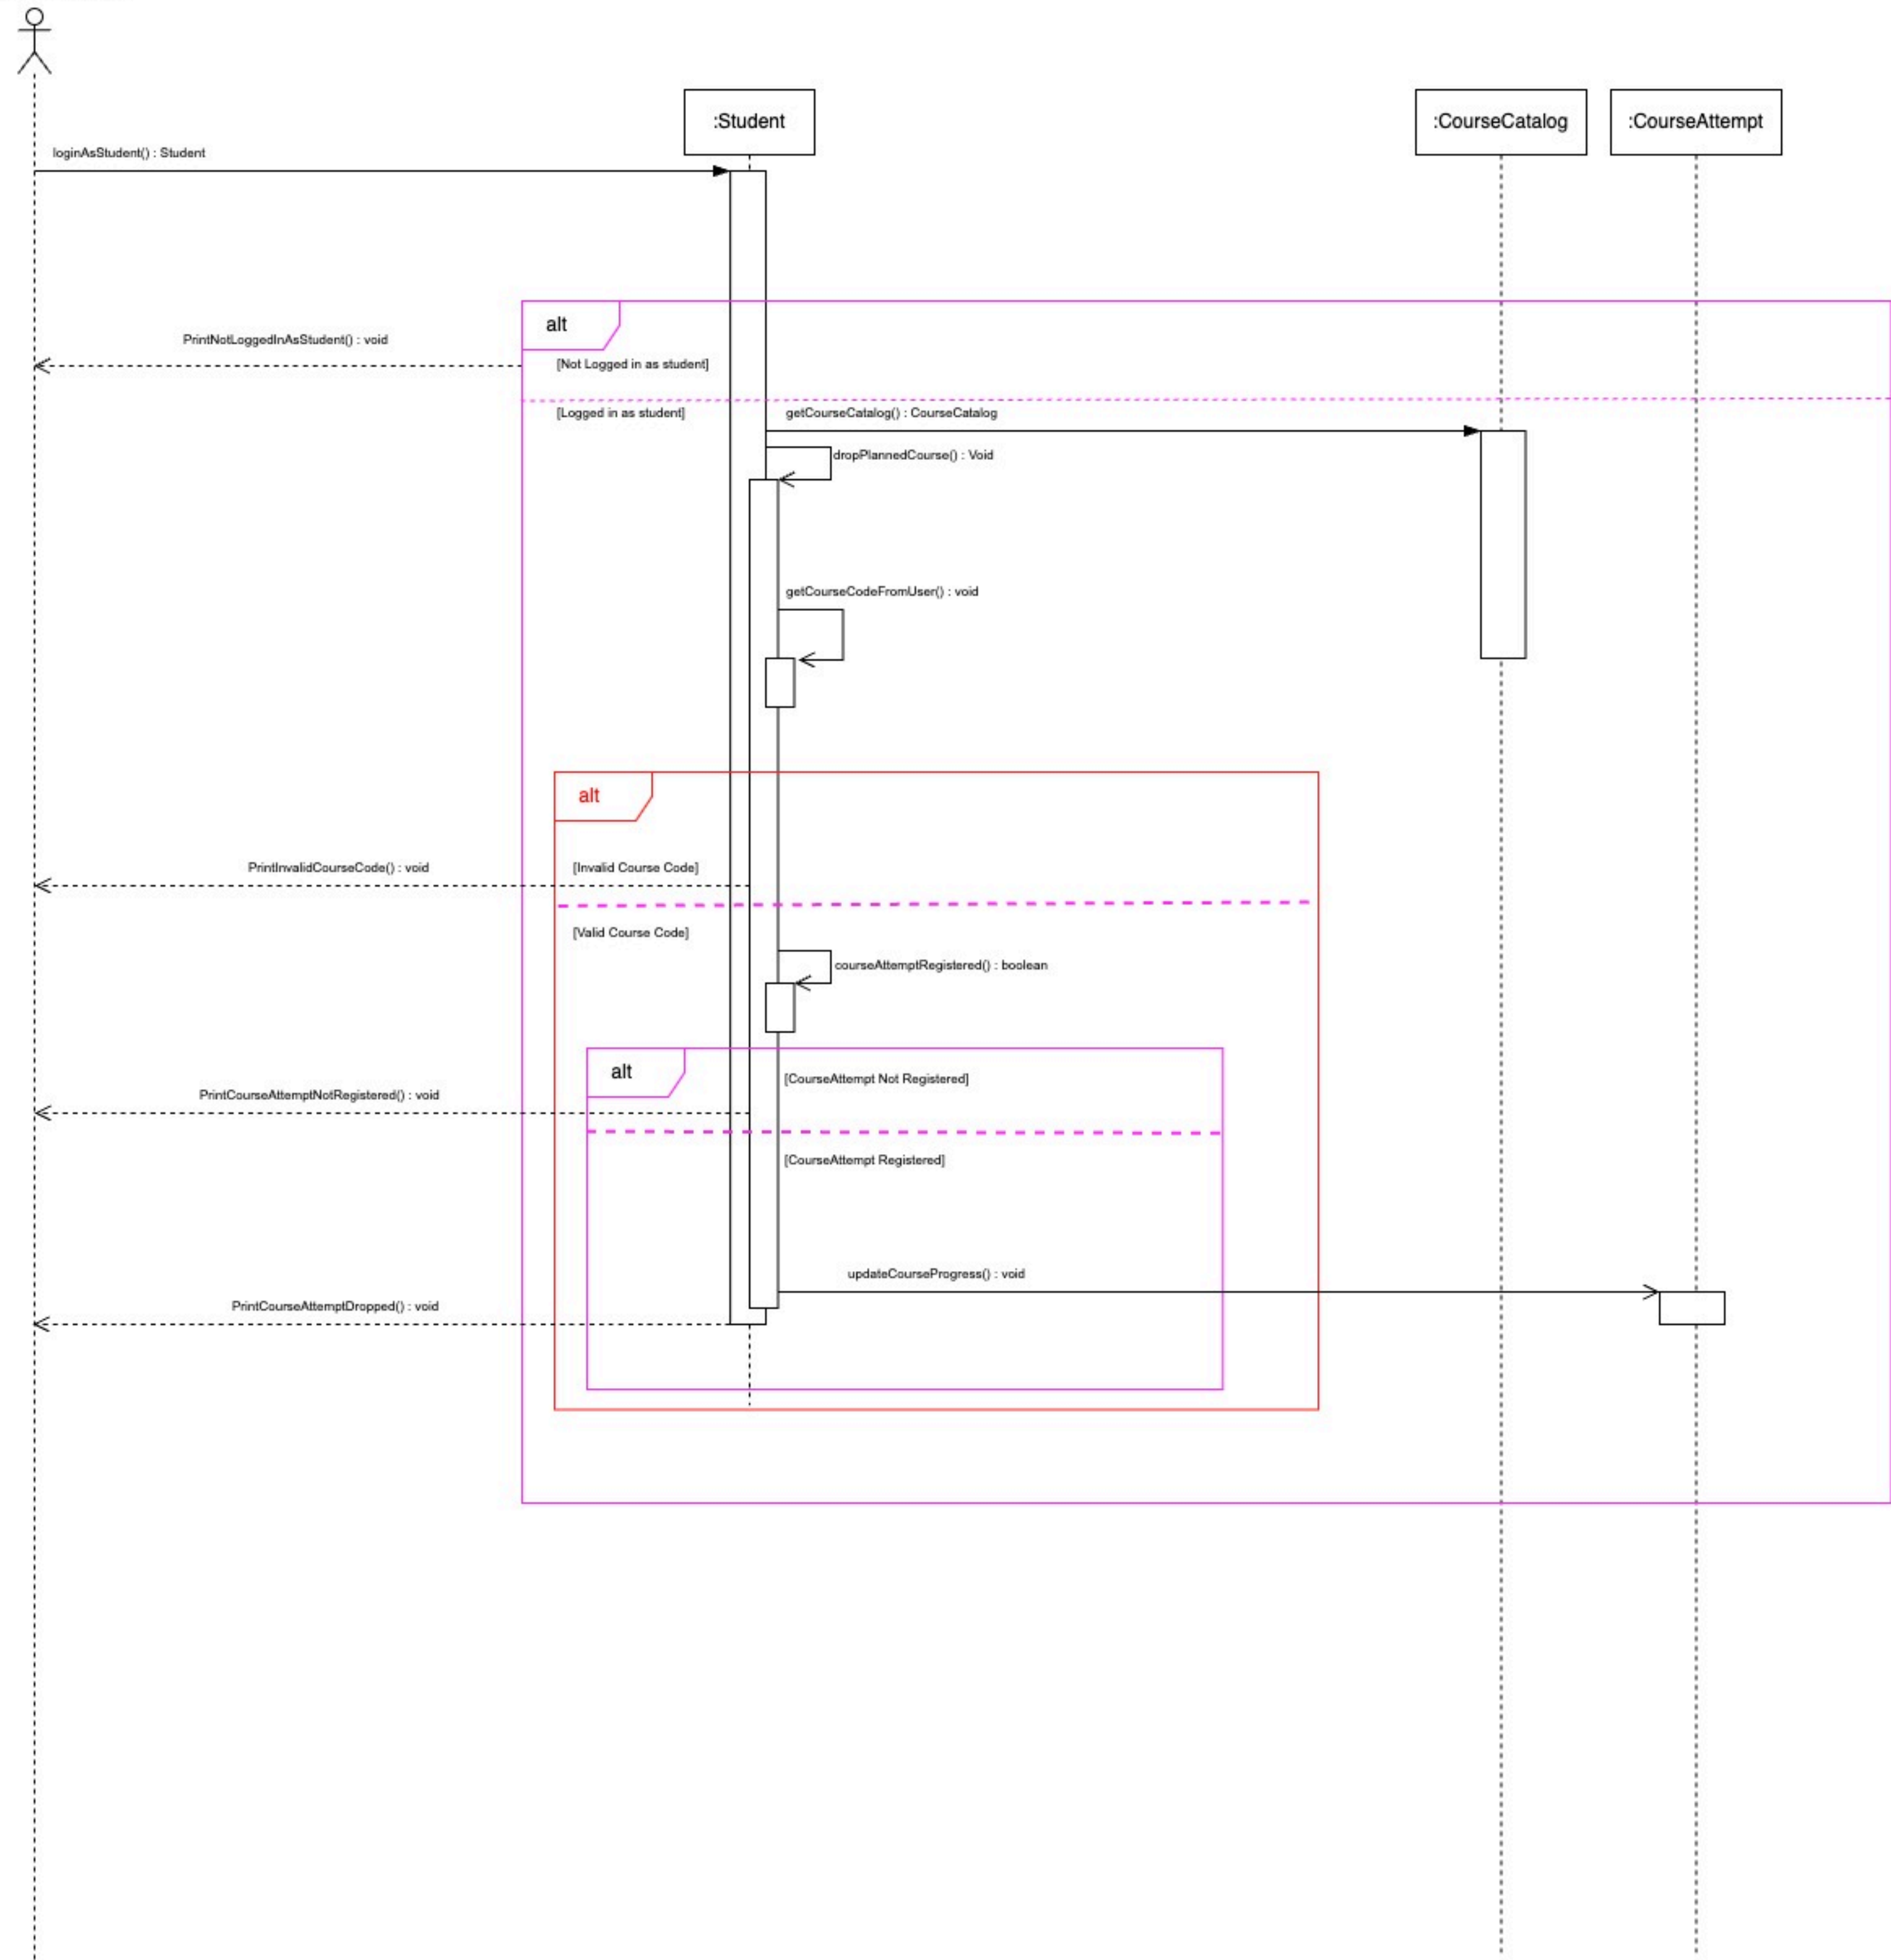 :Student
:CourseCatalog
:CourseAttempt
loginAsStudent() : Student
alt
PrintNotLoggedInAsStudent() : void
[Not Logged in as student]
[Logged in as student]
getCourseCatalog() : CourseCatalog
dropPlannedCourse() : Void
getCourseCodeFromUser() : void
alt
PrintInvalidCourseCode() : void
[Invalid Course Code]
[Valid Course Code]
courseAttemptRegistered() : boolean
alt
[CourseAttempt Not Registered]
PrintCourseAttemptNotRegistered() : void
[CourseAttempt Registered]
updateCourseProgress() : void
PrintCourseAttemptDropped() : void